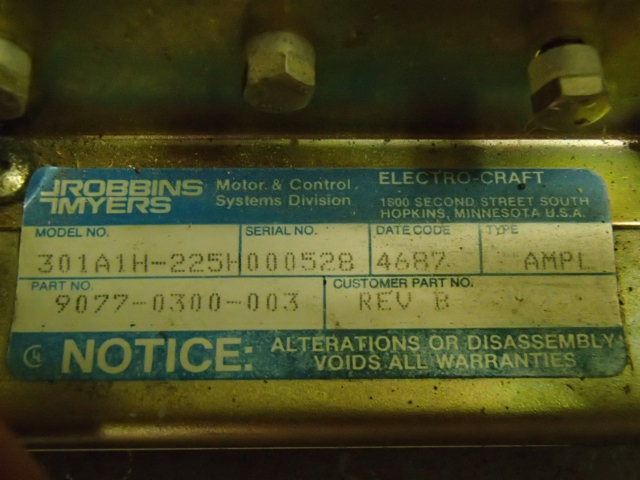 ROBBINS
MYERS
Motor & Control
Systems Division
ELECTRO-CRAFT
1600 SECOND STREET SOUTH
HOPKINS, MINNESOTA U.S.A.
MODEL NO. SERIAL NO. DATE CODE TYPE
301A1H-225H000528 4687 AMPL
PART NO. CUSTOMER PART NO.
9077-0300-003 REV B
NOTICE: ALTERATIONS OR DISASSEMBLY
VOIDS ALL WARRANTIES